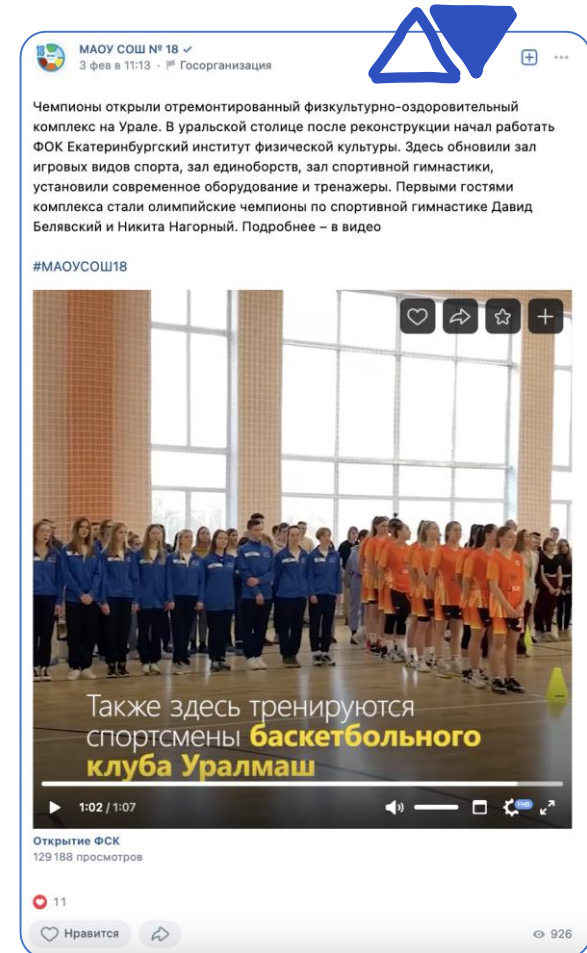 МАОУ СОШ № 18
3 фев в 11:13 · Госорганизация
Чемпионы открыли отремонтированный физкультурно-оздоровительный
комплекс на Урале. В уральской столице после реконструкции начал работать
ФОК Екатеринбургский институт физической культуры. Здесь обновили зал
игровых видов спорта, зал единоборств, зал спортивной гимнастики,
установили современное оборудование и тренажеры. Первыми гостями
комплекса стали олимпийские чемпионы по спортивной гимнастике Давид
Белявский и Никита Нагорный. Подробнее – в видео
#МАОУСОШ18
Также здесь тренируются
спортсмены баскетбольного
клуба Уралмаш
1:02 / 1:07
FHD
Открытие ФСК
129 188 просмотров
11
Нравится
926